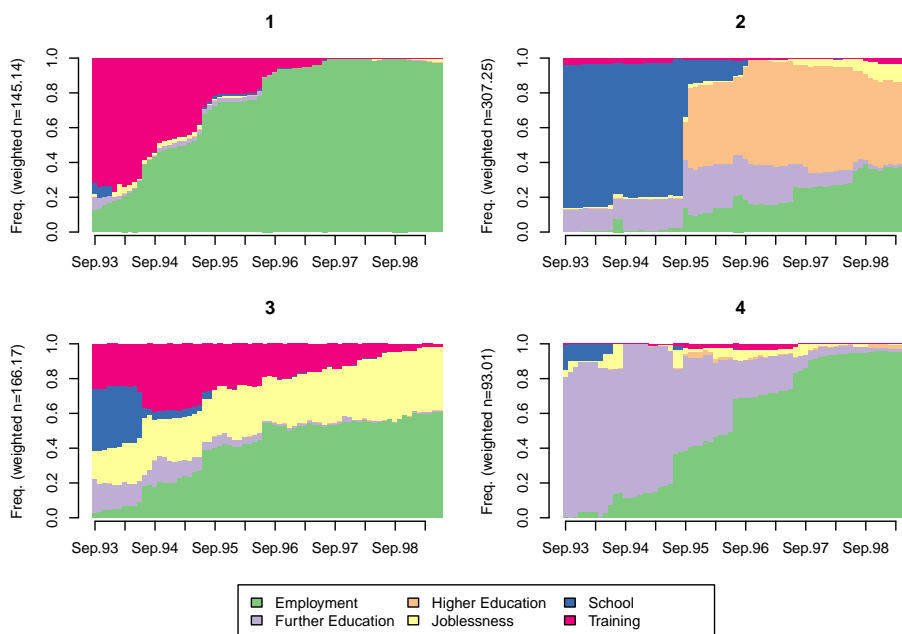 1
Freq. (weighted n=145.14)
0.0 0.2 0.4 0.6 0.8 1.0
Sep.93 Sep.94 Sep.95 Sep.96 Sep.97 Sep.98
2
Freq. (weighted n=307.25)
0.0 0.2 0.4 0.6 0.8 1.0
Sep.93 Sep.94 Sep.95 Sep.96 Sep.97 Sep.98
3
Freq. (weighted n=166.17)
0.0 0.2 0.4 0.6 0.8 1.0
Sep.93 Sep.94 Sep.95 Sep.96 Sep.97 Sep.98
4
Freq. (weighted n=93.01)
0.0 0.2 0.4 0.6 0.8 1.0
Sep.93 Sep.94 Sep.95 Sep.96 Sep.97 Sep.98
Employment Higher Education School
Further Education Joblessness Training